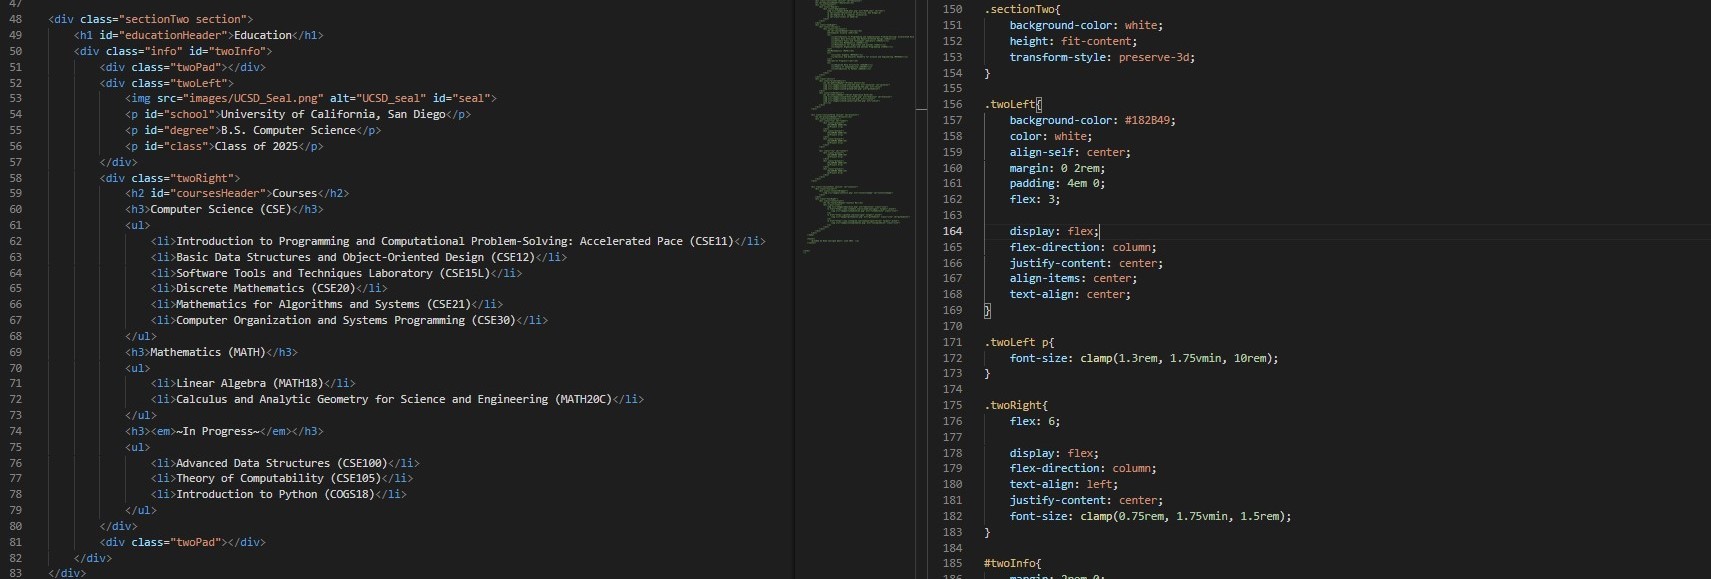 47
48 <div class="sectionTwo section">
49 <h1 id="educationHeader">Education</h1>
50 <div class="info" id="twoInfo">
51 <div class="twoPad"></div>
52 <div class="twoLeft">
53 <img src="images/UCSD_Seal.png" alt="UCSD_seal" id="seal">
54 <p id="school">University of California, San Diego</p>
55 <p id="degree">B.S. Computer Science</p>
56 <p id="class">Class of 2025</p>
57 </div>
58 <div class="twoRight">
59 <h2 id="coursesHeader">Courses</h2>
60 <h3>Computer Science (CSE)</h3>
61 <ul>
62 <li>Introduction to Programming and Computational Problem-Solving: Accelerated Pace (CSE11)</li>
63 <li>Basic Data Structures and Object-Oriented Design (CSE12)</li>
64 <li>Software Tools and Techniques Laboratory (CSE15L)</li>
65 <li>Discrete Mathematics (CSE20)</li>
66 <li>Mathematics for Algorithms and Systems (CSE21)</li>
67 <li>Computer Organization and Systems Programming (CSE30)</li>
68 </ul>
69 <h3>Mathematics (MATH)</h3>
70 <ul>
71 <li>Linear Algebra (MATH18)</li>
72 <li>Calculus and Analytic Geometry for Science and Engineering (MATH20C)</li>
73 </ul>
74 <h3><em>~In Progress~</em></h3>
75 <ul>
76 <li>Advanced Data Structures (CSE100)</li>
77 <li>Theory of Computability (CSE105)</li>
78 <li>Introduction to Python (COGS18)</li>
79 </ul>
80 </div>
81 <div class="twoPad"></div>
82 </div>
83 </div>
150 .sectionTwo{
151 background-color: white;
152 height: fit-content;
153 transform-style: preserve-3d;
154 }
155
156 .twoLeft{
157 background-color: #182B49;
158 color: white;
159 align-self: center;
160 margin: 0 2rem;
161 padding: 4em 0;
162 flex: 3;
163
164 display: flex;
165 flex-direction: column;
166 justify-content: center;
167 align-items: center;
168 text-align: center;
169 }
170
171 .twoLeft p{
172 font-size: clamp(1.3rem, 1.75vmin, 10rem);
173 }
174
175 .twoRight{
176 flex: 6;
177
178 display: flex;
179 flex-direction: column;
180 text-align: left;
181 justify-content: center;
182 font-size: clamp(0.75rem, 1.75vmin, 1.5rem);
183 }
184
185 #twoInfo{
186 margin: 2rem 0;